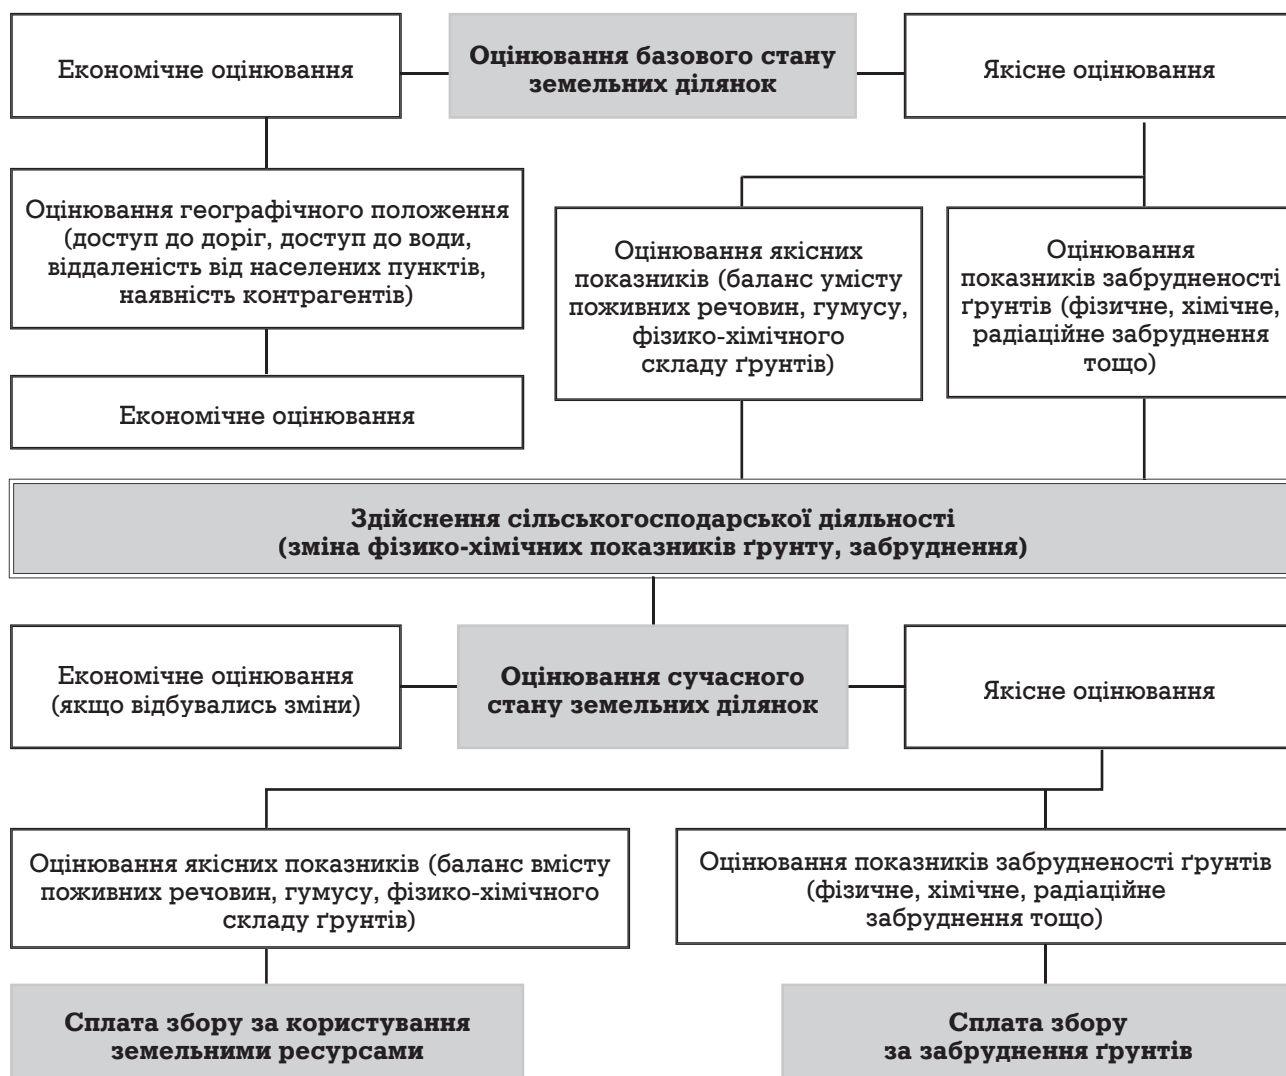 Економічне оцінювання
Оцінювання базового стану
земельних ділянок
Якісне оцінювання
Оцінювання географічного положення
(доступ до доріг, доступ до води,
віддаленість від населених пунктів,
наявність контрагентів)
Оцінювання якісних
показників (баланс умісту
поживних речовин, гумусу,
фізико-хімічного
складу ґрунтів)
Оцінювання
показників забрудненості
ґрунтів (фізичне, хімічне,
радіаційне забруднення
тощо)
Економічне оцінювання
Здійснення сільськогосподарської діяльності
(зміна фізико-хімічних показників ґрунту, забруднення)
Економічне оцінювання
(якщо відбувались зміни)
Оцінювання сучасного
стану земельних ділянок
Якісне оцінювання
Оцінювання якісних показників (баланс вмісту
поживних речовин, гумусу, фізико-хімічного
складу ґрунтів)
Оцінювання показників забрудненості ґрунтів
(фізичне, хімічне, радіаційне
забруднення тощо)
Сплата збору за користування
земельними ресурсами
Сплата збору
за забруднення ґрунтів